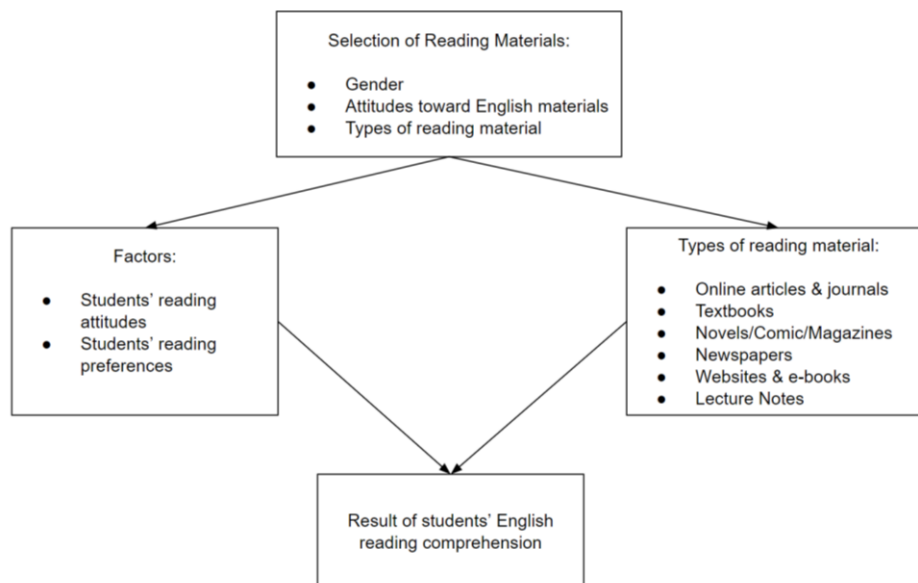 Selection of Reading Materials:
● Gender
● Attitudes toward English materials
● Types of reading material
Factors:
● Students' reading
attitudes
● Students' reading
preferences
Types of reading material:
● Online articles & journals
● Textbooks
● Novels/Comic/Magazines
● Newspapers
● Websites & e-books
● Lecture Notes
Result of students' English
reading comprehension